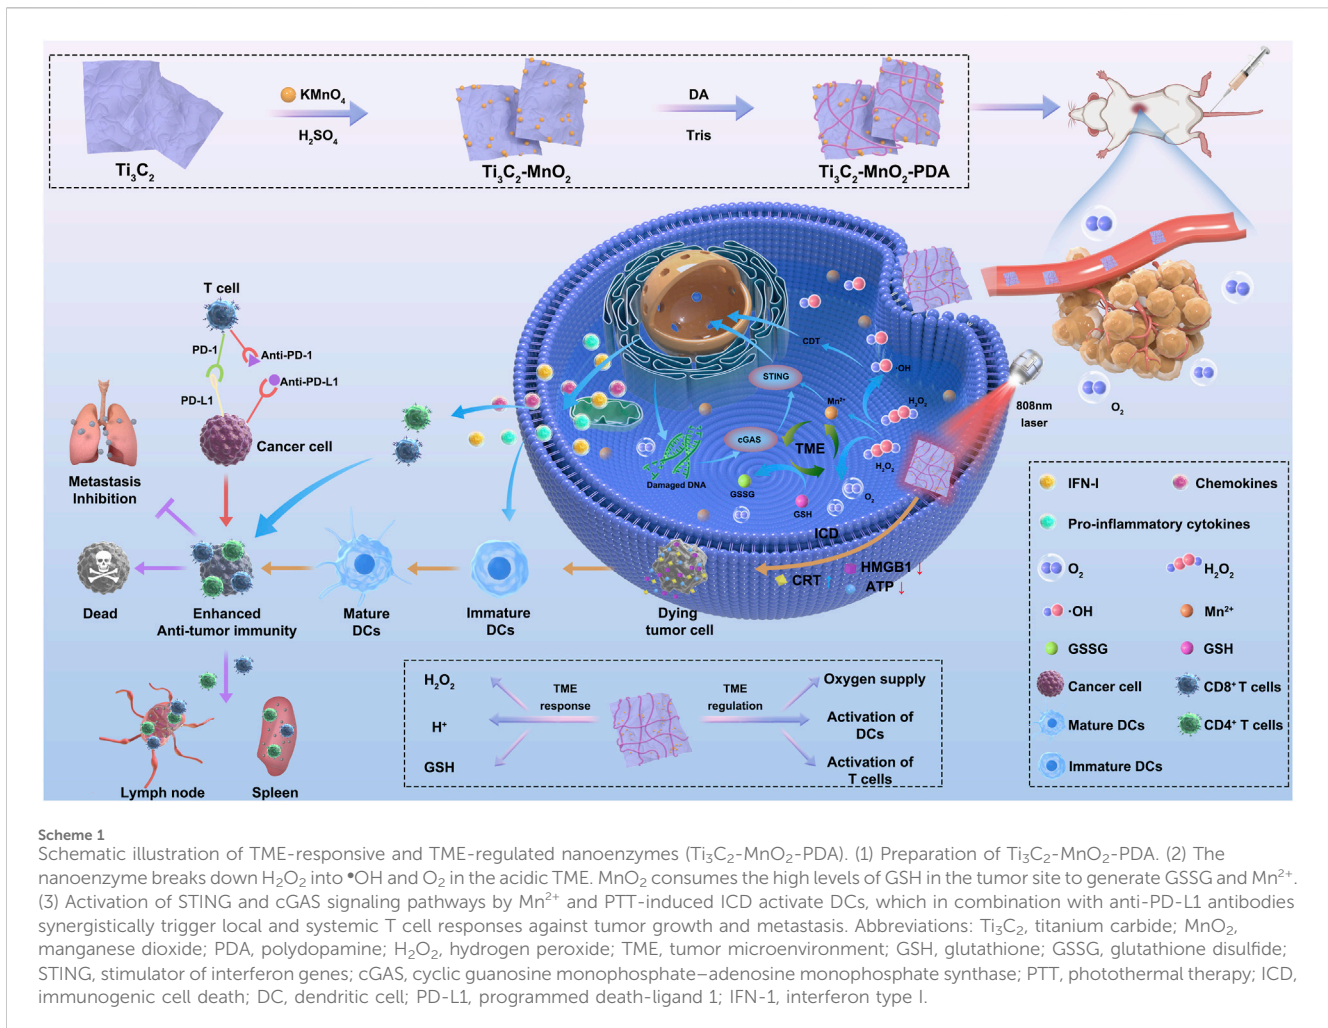 KMnO₄
H₂SO₄
DA
Tris
Ti₃C₂
Ti₃C₂-MnO₂
Ti₃C₂-MnO₂-PDA
T cell
PD-1
Anti-PD-1
Anti-PD-L1
PD-L1
Cancer cell
Metastasis
Inhibition
Dead
Enhanced
Anti-tumor immunity
Mature
DCs
Immature
DCs
Dying
tumor cell
Lymph node
Spleen
CDT
·OH
STING
Mn²⁺
H₂O₂
H₂O₂
cGAS
TME
Damaged DNA
GSSG
GSH
O₂
ICD
CRT ↑
HMGB1 ↓
ATP ↓
808nm
laser
O₂
H₂O₂
H⁺
GSH
TME
response
TME
regulation
Oxygen supply
Activation of
DCs
Activation of
T cells
IFN-I
Chemokines
Pro-inflammatory cytokines
O₂
H₂O₂
·OH
Mn²⁺
GSSG
GSH
Cancer cell
CD8⁺ T cells
Mature DCs
CD4⁺ T cells
Immature DCs
Scheme 1
Schematic illustration of TME-responsive and TME-regulated nanoenzymes (Ti₃C₂-MnO₂-PDA). (1) Preparation of Ti₃C₂-MnO₂-PDA. (2) The
nanoenzyme breaks down H₂O₂ into •OH and O₂ in the acidic TME. MnO₂ consumes the high levels of GSH in the tumor site to generate GSSG and Mn²⁺.
(3) Activation of STING and cGAS signaling pathways by Mn²⁺ and PTT-induced ICD activate DCs, which in combination with anti-PD-L1 antibodies
synergistically trigger local and systemic T cell responses against tumor growth and metastasis. Abbreviations: Ti₃C₂, titanium carbide; MnO₂,
manganese dioxide; PDA, polydopamine; H₂O₂, hydrogen peroxide; TME, tumor microenvironment; GSH, glutathione; GSSG, glutathione disulfide;
STING, stimulator of interferon genes; cGAS, cyclic guanosine monophosphate–adenosine monophosphate synthase; PTT, photothermal therapy; ICD,
immunogenic cell death; DC, dendritic cell; PD-L1, programmed death-ligand 1; IFN-1, interferon type I.